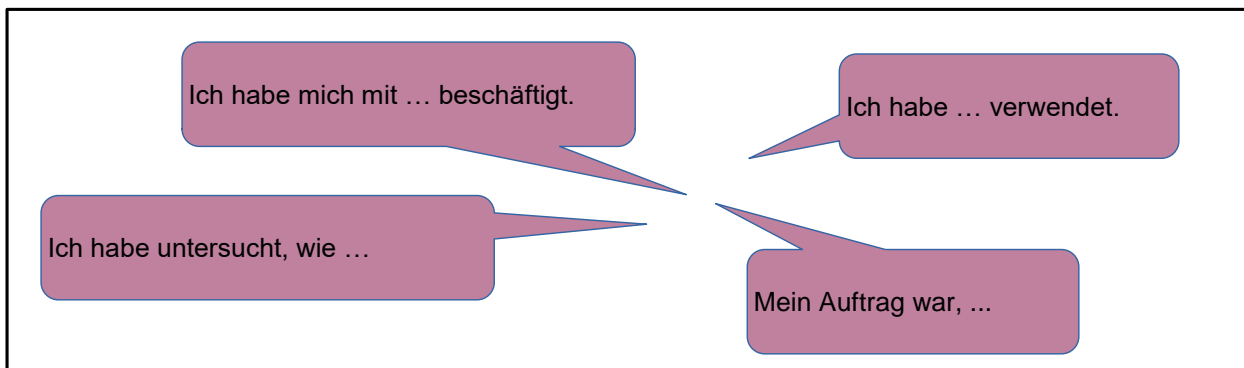 Ich habe mich mit … beschäftigt.
Ich habe … verwendet.
Ich habe untersucht, wie …
Mein Auftrag war, ...